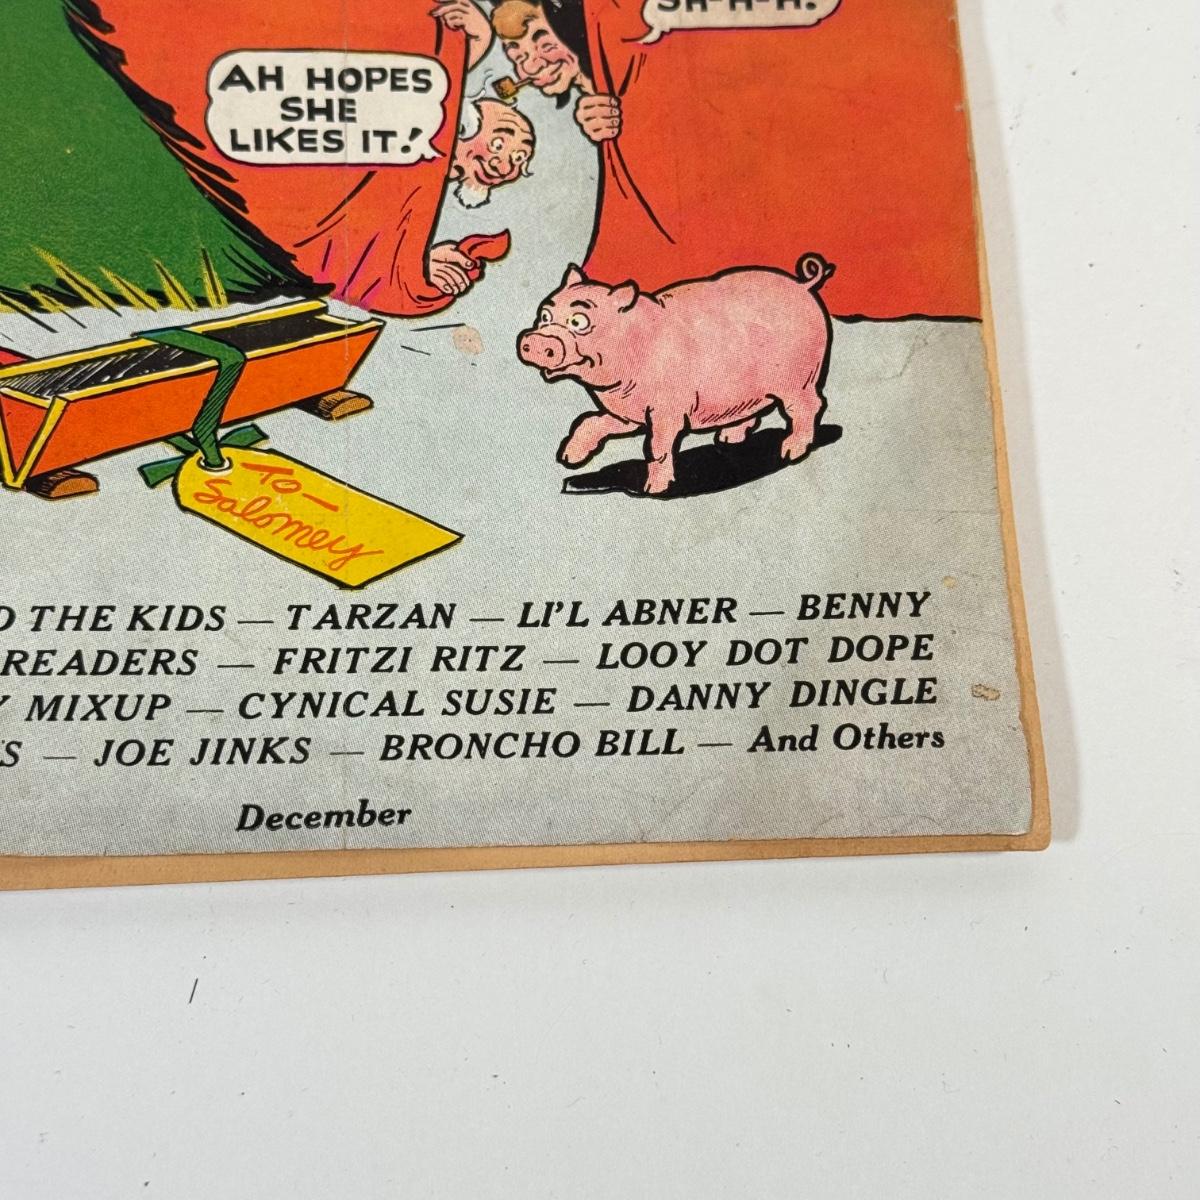 SH-H-H!
AH HOPES
SHE
LIKES IT!
To—
Salomey
THE KIDS — TARZAN — LI'L ABNER — BENNY
READERS — FRITZI RITZ — LOOY DOT DOPE
MIXUP — CYNICAL SUSIE — DANNY DINGLE
— JOE JINKS — BRONCHO BILL — And Others
December